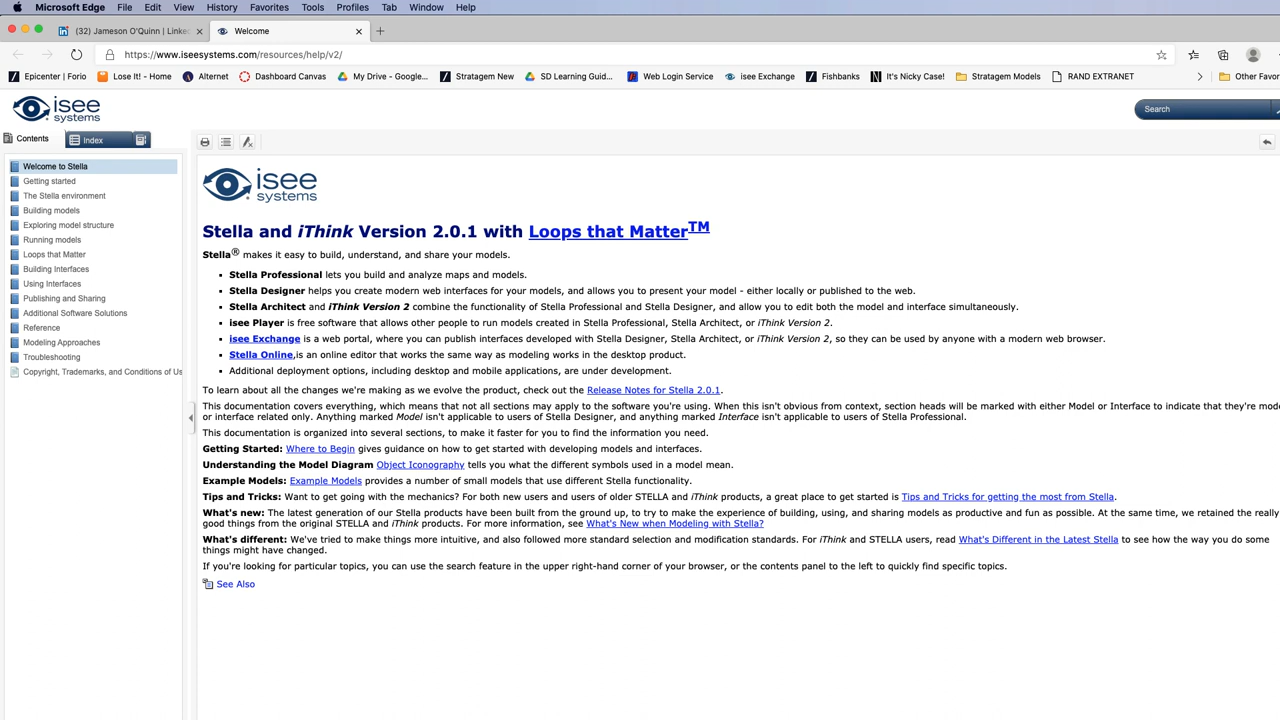 Microsoft Edge File Edit View History Favorites Tools Profiles Tab Window Help
(32) Jameson O'Quinn | Linke
Welcome
https://www.iseesystems.com/resources/help/v2/
Epicenter | Forio Lose It! - Home Alternet Dashboard Canvas My Drive - Google... Stratagem New SD Learning Guid... Web Login Service isee Exchange Fishbanks It's Nicky Case! Stratagem Models RAND EXTRANET Other Favor
isee systems
Search
Contents Index
Welcome to Stella
Getting started
The Stella environment
Building models
Exploring model structure
Running models
Loops that Matter
Building Interfaces
Using Interfaces
Publishing and Sharing
Additional Software Solutions
Reference
Modeling Approaches
Troubleshooting
Copyright, Trademarks, and Conditions of Us
isee systems
Stella and iThink Version 2.0.1 with Loops that Matter™
Stella® makes it easy to build, understand, and share your models.
Stella Professional lets you build and analyze maps and models.
Stella Designer helps you create modern web interfaces for your models, and allows you to present your model - either locally or published to the web.
Stella Architect and iThink Version 2 combine the functionality of Stella Professional and Stella Designer, and allow you to edit both the model and interface simultaneously.
isee Player is free software that allows other people to run models created in Stella Professional, Stella Architect, or iThink Version 2.
isee Exchange is a web portal, where you can publish interfaces developed with Stella Designer, Stella Architect, or iThink Version 2, so they can be used by anyone with a modern web browser.
Stella Online,is an online editor that works the same way as modeling works in the desktop product.
Additional deployment options, including desktop and mobile applications, are under development.
To learn about all the changes we're making as we evolve the product, check out the Release Notes for Stella 2.0.1.
This documentation covers everything, which means that not all sections may apply to the software you're using. When this isn't obvious from context, section heads will be marked with either Model or Interface to indicate that they're mode
or interface related only. Anything marked Model isn't applicable to users of Stella Designer, and anything marked Interface isn't applicable to users of Stella Professional.
This documentation is organized into several sections, to make it faster for you to find the information you need.
Getting Started: Where to Begin gives guidance on how to get started with developing models and interfaces.
Understanding the Model Diagram Object Iconography tells you what the different symbols used in a model mean.
Example Models: Example Models provides a number of small models that use different Stella functionality.
Tips and Tricks: Want to get going with the mechanics? For both new users and users of older STELLA and iThink products, a great place to get started is Tips and Tricks for getting the most from Stella.
What's new: The latest generation of our Stella products have been built from the ground up, to try to make the experience of building, using, and sharing models as productive and fun as possible. At the same time, we retained the really
good things from the original STELLA and iThink products. For more information, see What's New when Modeling with Stella?
What's different: We've tried to make things more intuitive, and also followed more standard selection and modification standards. For iThink and STELLA users, read What's Different in the Latest Stella to see how the way you do some
things might have changed.
If you're looking for particular topics, you can use the search feature in the upper right-hand corner of your browser, or the contents panel to the left to quickly find specific topics.
See Also